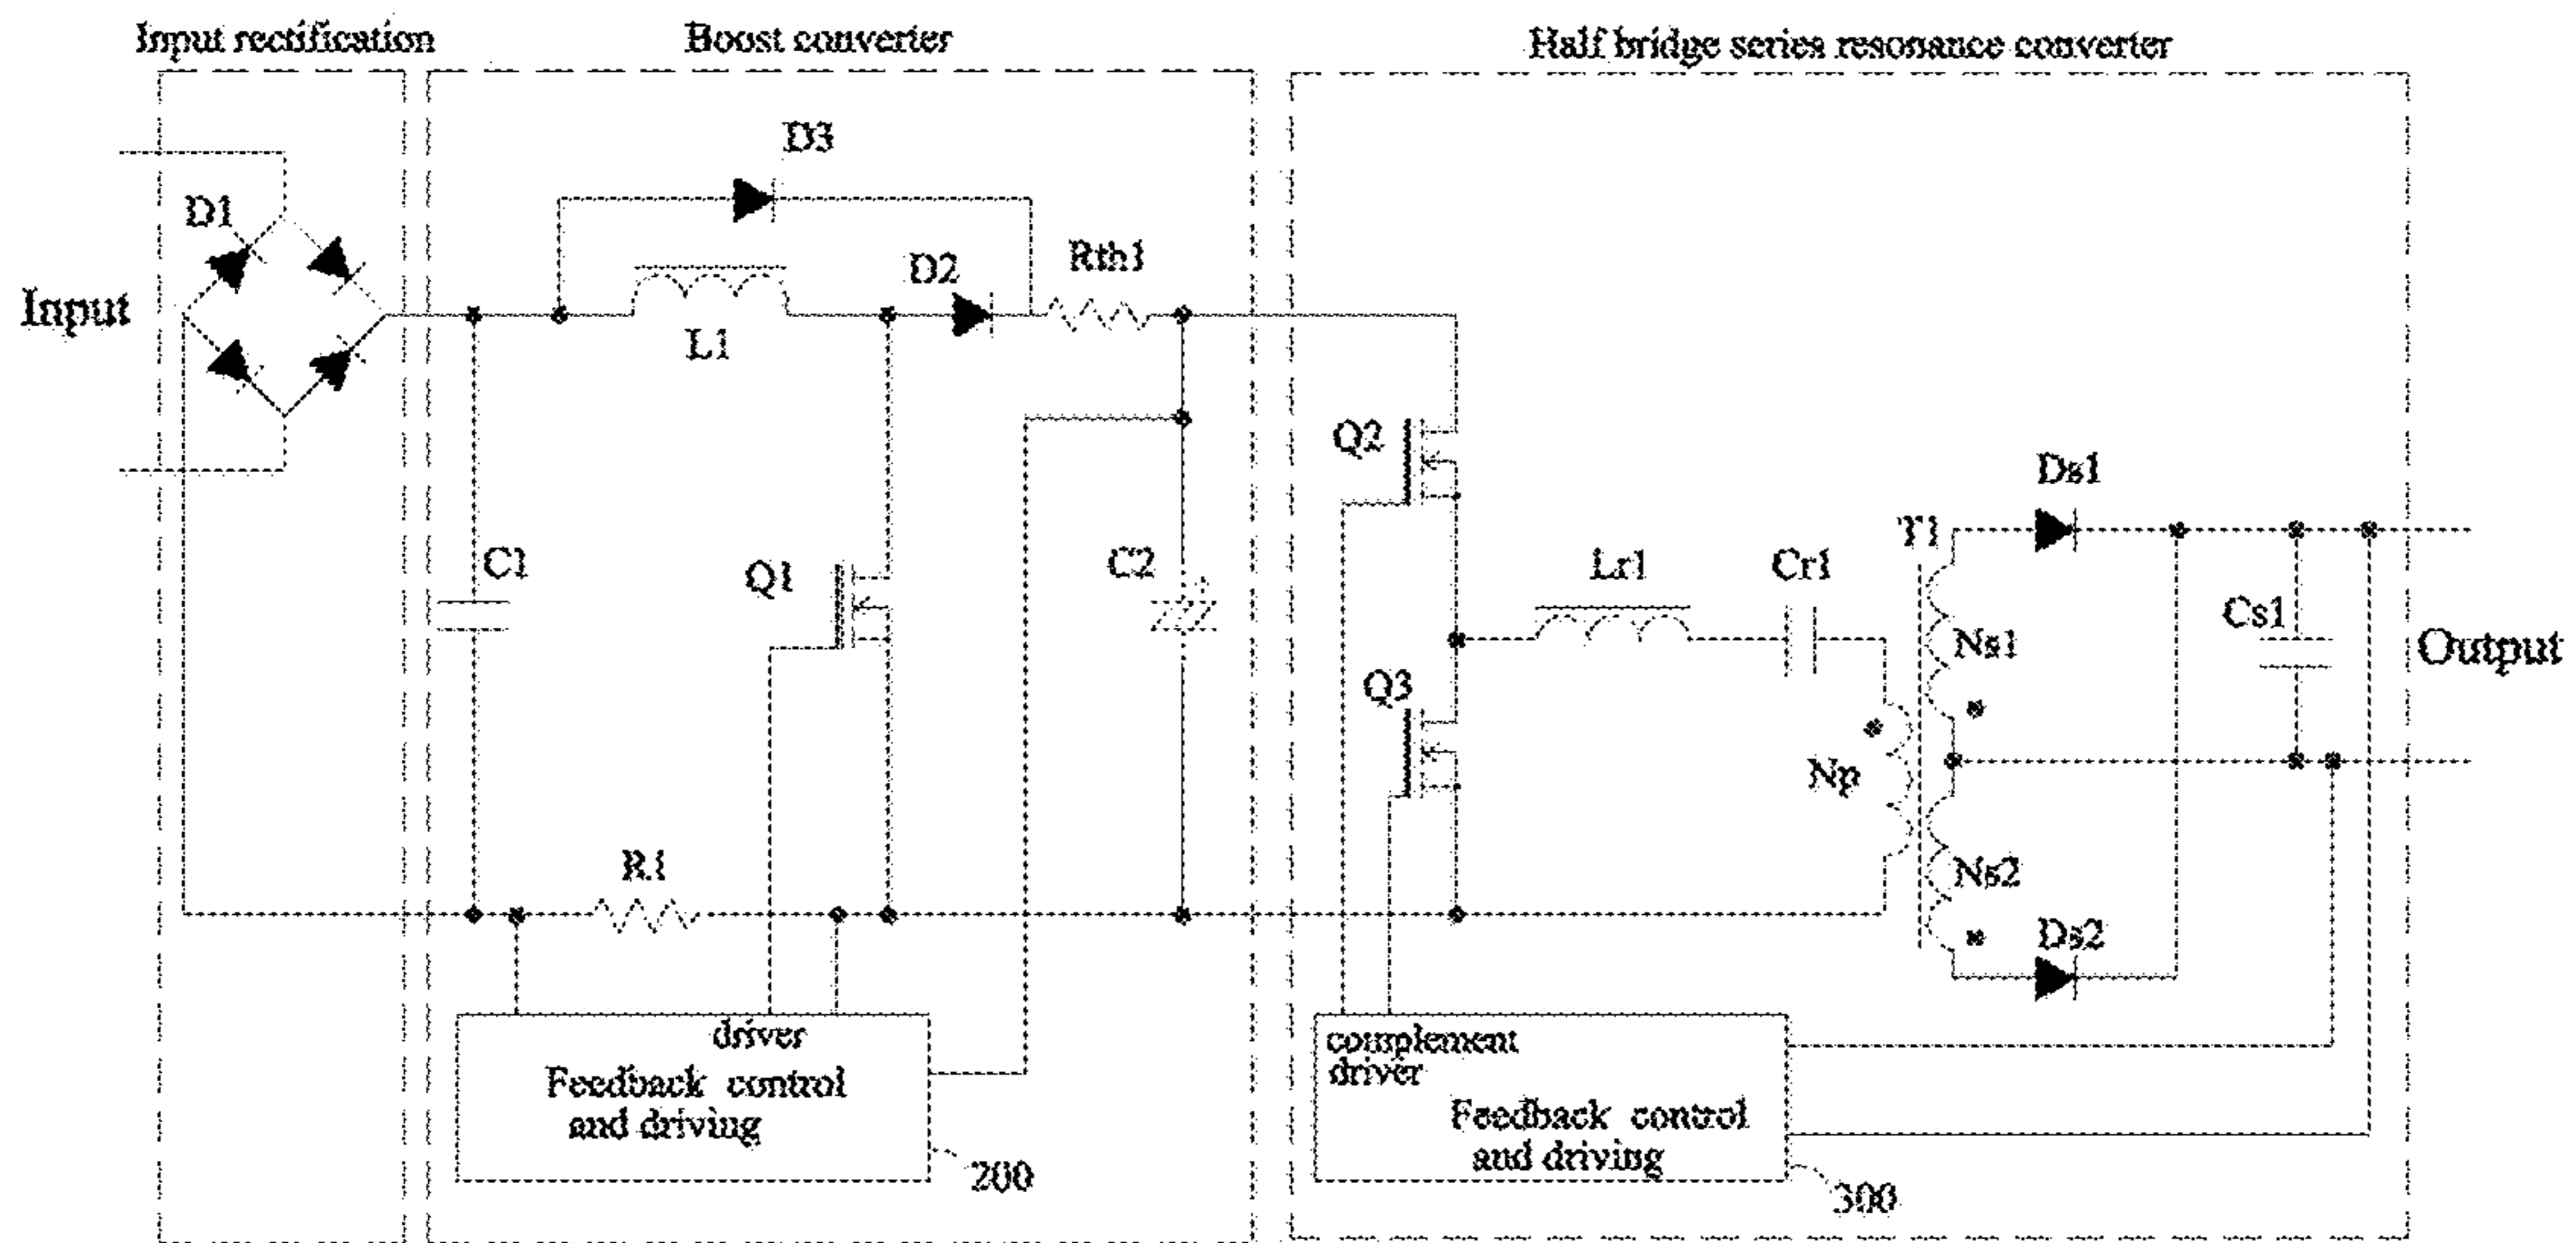 Input rectification
Boost converter
Half bridge series resonance converter
D3
D1
D2
Rth1
Input
L1
Q2
Ds1
T1
C1
Q1
C2
Lr1
Cr1
Cs1
Ns1
Output
Q3
Np
R1
Ns2
Ds2
driver
Feedback control
and driving
200
complement
driver
Feedback control
and driving
300